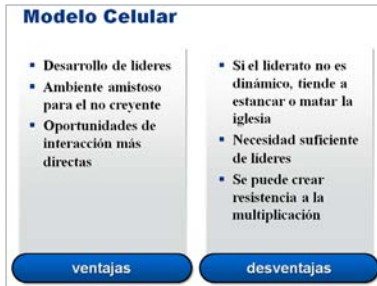 Modelo Celular
▪ Desarrollo de líderes
▪ Ambiente amistoso
para el no creyente
▪ Oportunidades de
interacción más
directas
ventajas
▪ Si el liderato no es
dinámico, tiende a
estancar o matar la
iglesia
▪ Necesidad suficiente
de líderes
▪ Se puede crear
resistencia a la
multiplicación
desventajas